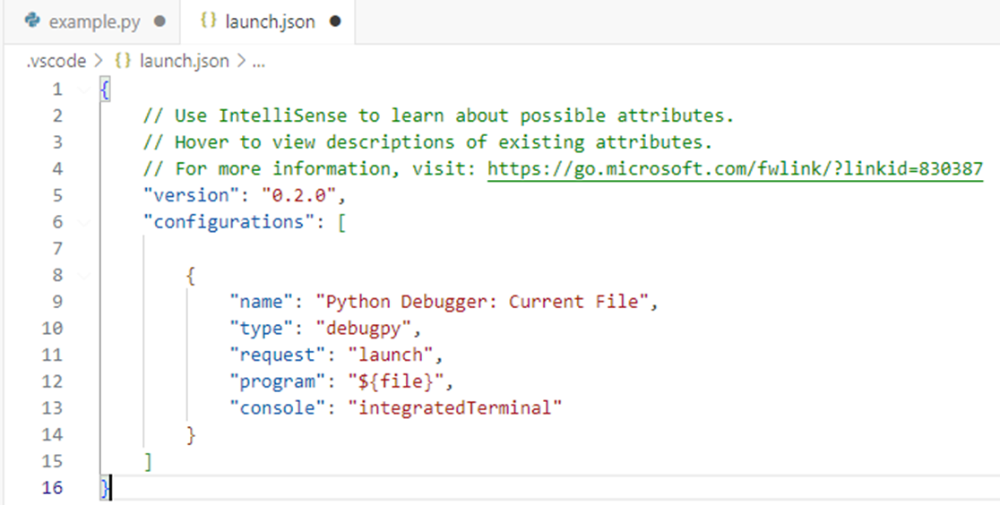 example.py
launch.json
.vscode > {} launch.json > ...
1 {
2     // Use IntelliSense to learn about possible attributes.
3     // Hover to view descriptions of existing attributes.
4     // For more information, visit: https://go.microsoft.com/fwlink/?linkid=830387
5     "version": "0.2.0",
6     "configurations": [
7
8         {
9             "name": "Python Debugger: Current File",
10             "type": "debugpy",
11             "request": "launch",
12             "program": "${file}",
13             "console": "integratedTerminal"
14         }
15     ]
16 }